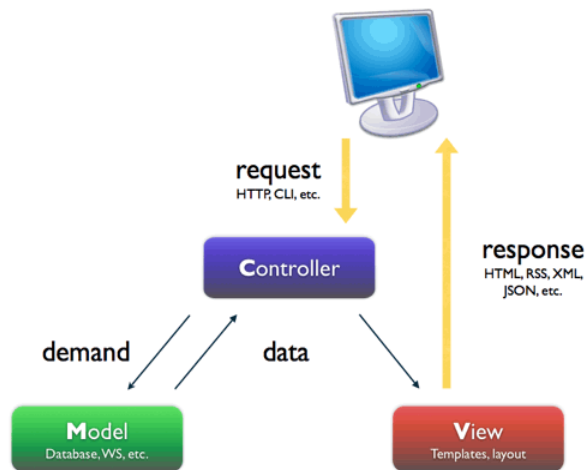 request
HTTP, CLI, etc.
Controller
response
HTML, RSS, XML,
JSON, etc.
demand
data
Model
Database, WS, etc.
View
Templates, layout